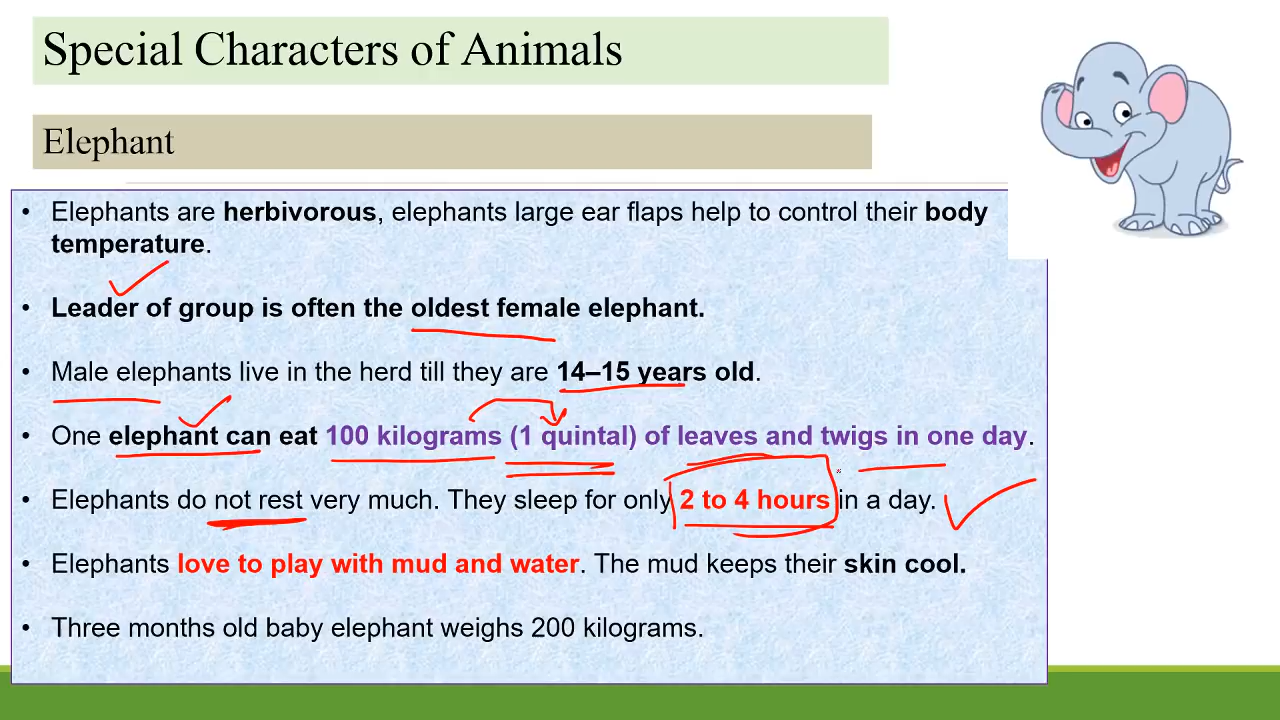 Special Characters of Animals
Elephant
• Elephants are herbivorous, elephants large ear flaps help to control their body
temperature.
• Leader of group is often the oldest female elephant.
• Male elephants live in the herd till they are 14–15 years old.
• One elephant can eat 100 kilograms (1 quintal) of leaves and twigs in one day.
• Elephants do not rest very much. They sleep for only 2 to 4 hours in a day.
• Elephants love to play with mud and water. The mud keeps their skin cool.
• Three months old baby elephant weighs 200 kilograms.